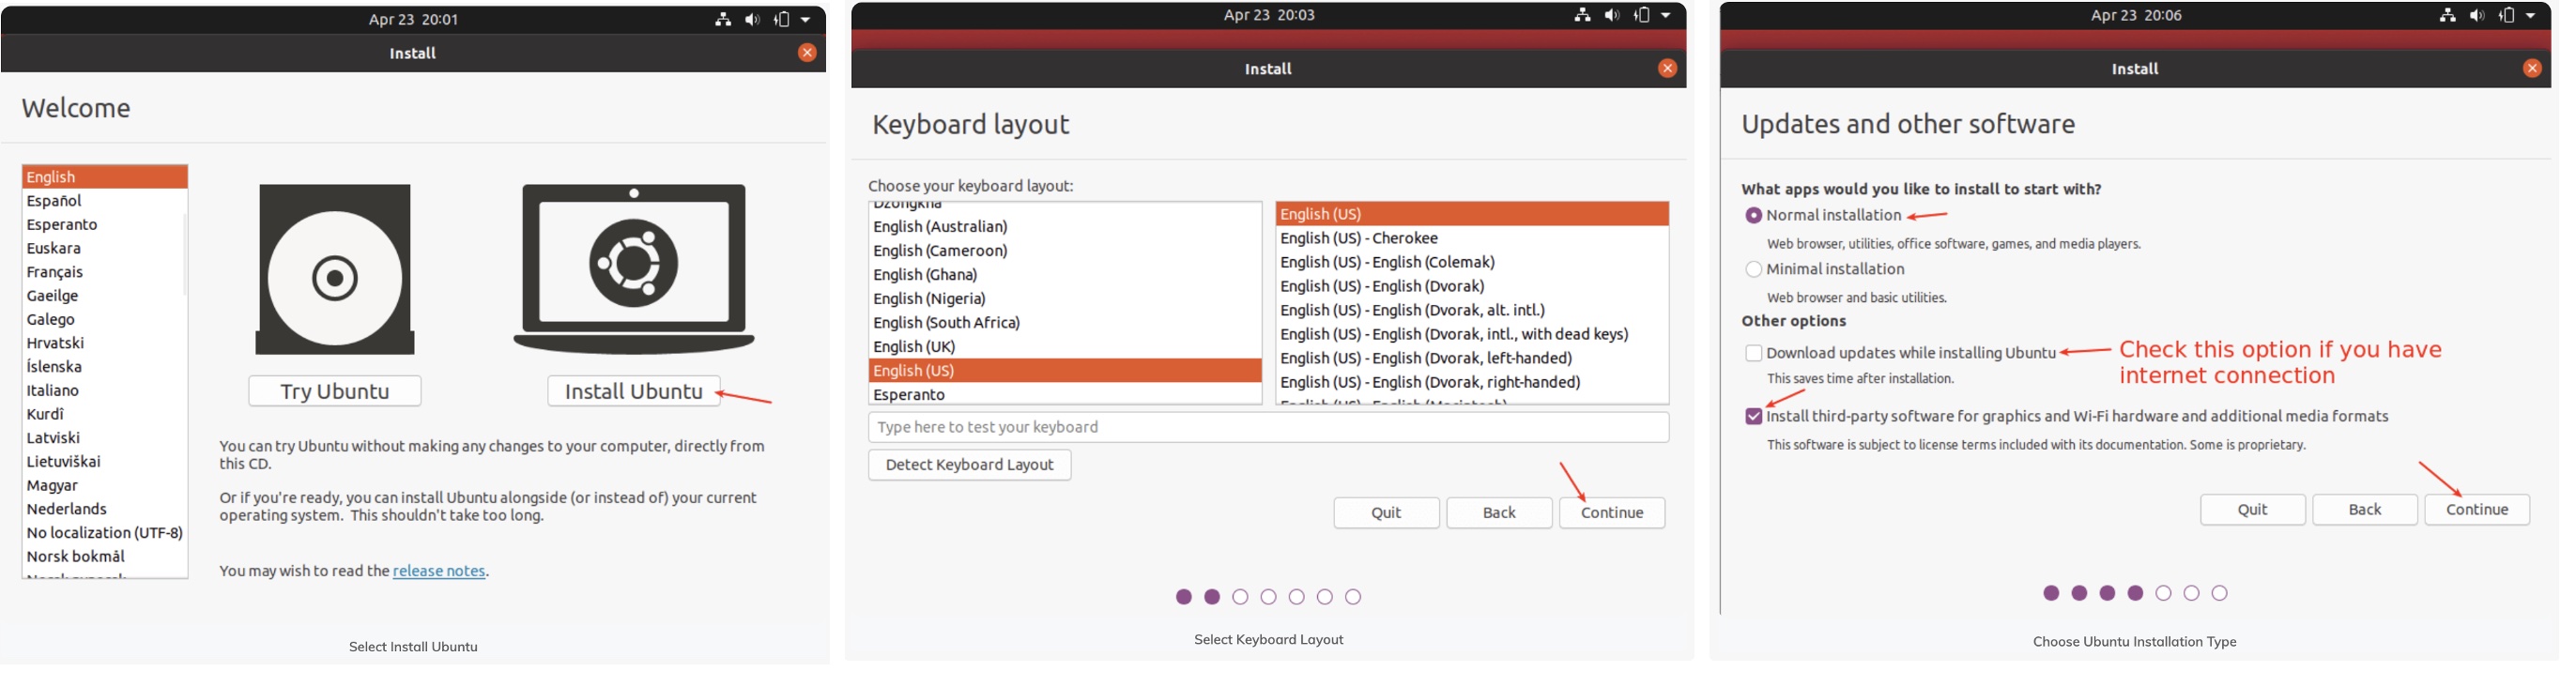 Apr 23 20:01
Install
Welcome
English
Español
Esperanto
Euskara
Français
Gaeilge
Galego
Hrvatski
Íslenska
Italiano
Kurdî
Latviski
Lietuviškai
Magyar
Nederlands
No localization (UTF-8)
Norsk bokmål
Try Ubuntu
Install Ubuntu
You can try Ubuntu without making any changes to your computer, directly from
this CD.
Or if you're ready, you can install Ubuntu alongside (or instead of) your current
operating system. This shouldn't take too long.
You may wish to read the release notes.
Select Install Ubuntu
Apr 23 20:03
Install
Keyboard layout
Choose your keyboard layout:
Dzongkha
English (Australian)
English (Cameroon)
English (Ghana)
English (Nigeria)
English (South Africa)
English (UK)
English (US)
Esperanto
English (US)
English (US) - Cherokee
English (US) - English (Colemak)
English (US) - English (Dvorak)
English (US) - English (Dvorak, alt. intl.)
English (US) - English (Dvorak, intl., with dead keys)
English (US) - English (Dvorak, left-handed)
English (US) - English (Dvorak, right-handed)
English (US) - English (Macintosh)
Type here to test your keyboard
Detect Keyboard Layout
Quit
Back
Continue
Select Keyboard Layout
Apr 23 20:06
Install
Updates and other software
What apps would you like to install to start with?
Normal installation
Web browser, utilities, office software, games, and media players.
Minimal installation
Web browser and basic utilities.
Other options
Download updates while installing Ubuntu
Check this option if you have
internet connection
This saves time after installation.
Install third-party software for graphics and Wi-Fi hardware and additional media formats
This software is subject to license terms included with its documentation. Some is proprietary.
Quit
Back
Continue
Choose Ubuntu Installation Type